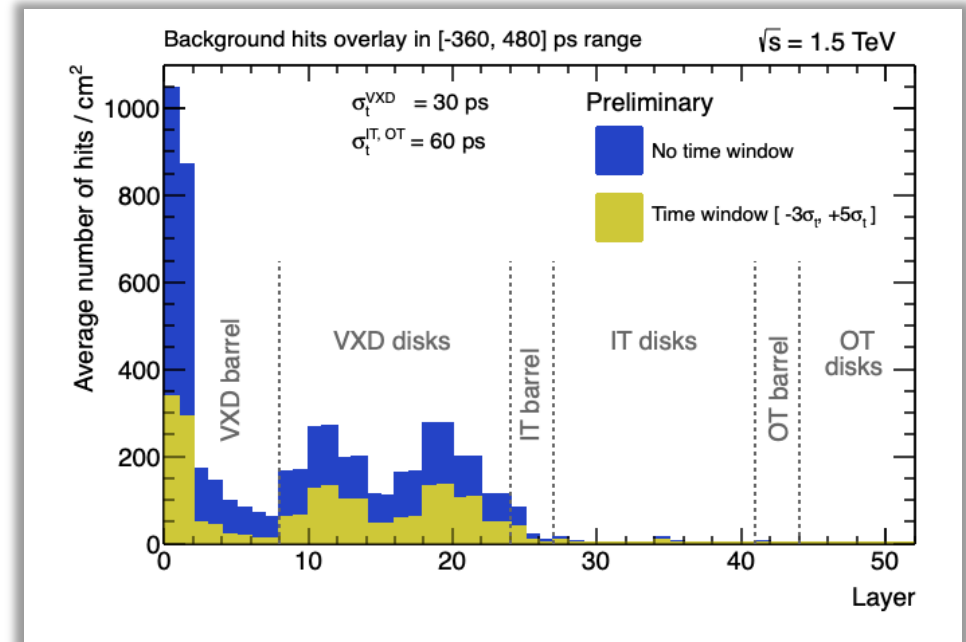 Background hits overlay in [-360, 480] ps range
√s = 1.5 TeV
Average number of hits / cm²
1000
800
600
400
200
0
σ_t^VXD = 30 ps
σ_t^IT, OT = 60 ps
Preliminary
No time window
Time window [ -3σ_t, +5σ_t ]
VXD barrel
VXD disks
IT barrel
IT disks
OT barrel
OT
disks
0 10 20 30 40 50
Layer